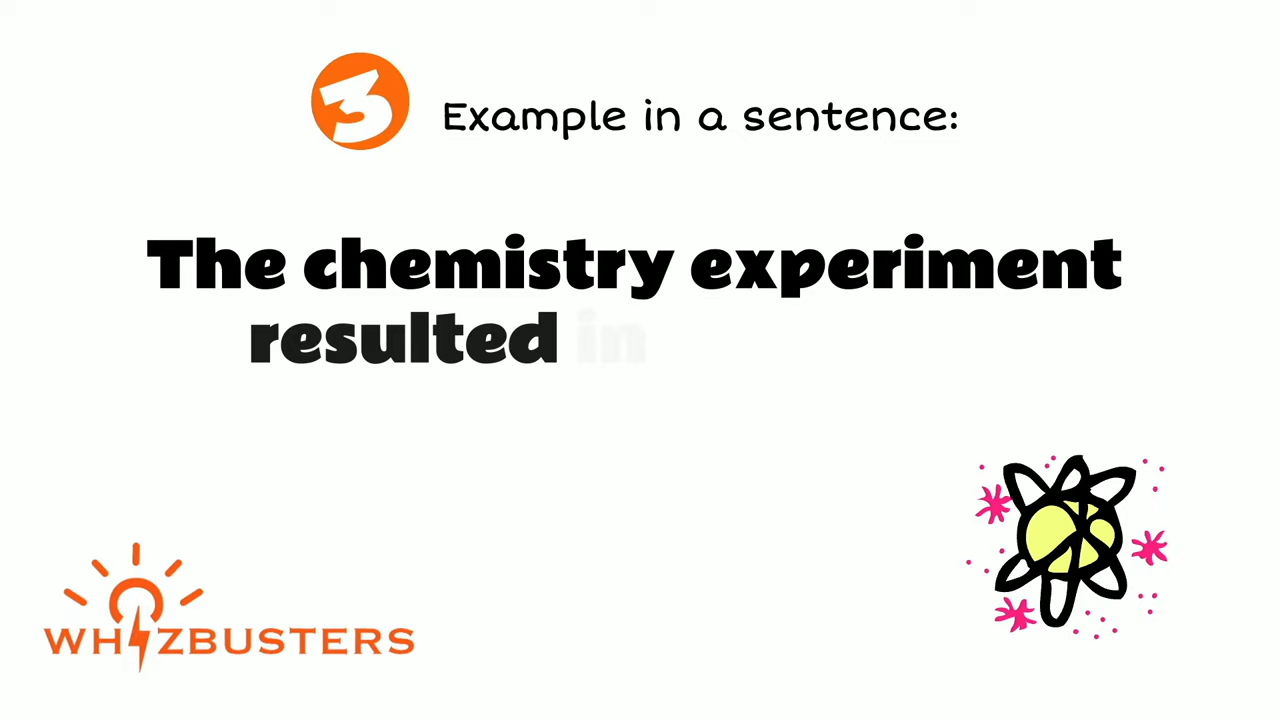 3 Example in a sentence:
The chemistry experiment
resulted in
WHIZBUSTERS